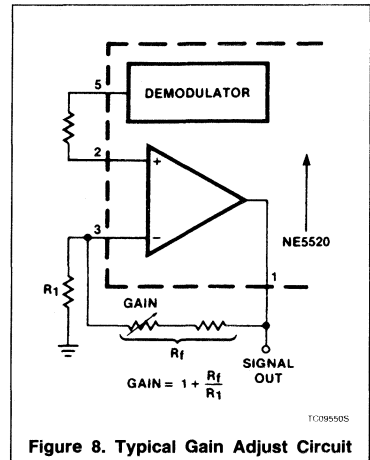 5
DEMODULATOR
2
+
3
−
NE5520
1
R1
GAIN
Rf
SIGNAL
OUT
GAIN = 1 + Rf/R1
TC09550S
Figure 8. Typical Gain Adjust Circuit